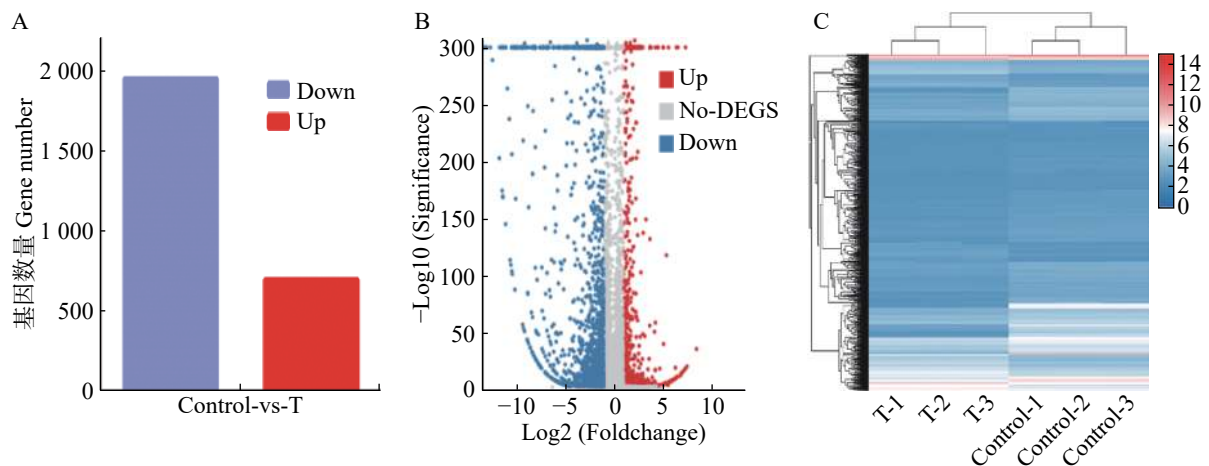 A
基因数量 Gene number
2 000
1 500
1 000
500
0
Down
Up
Control-vs-T
B
−Log10 (Significance)
300
250
200
150
100
50
0
Up
No-DEGS
Down
−10 −5 0 5 10
Log2 (Foldchange)
C
14
12
10
8
6
4
2
0
T-1
T-2
T-3
Control-1
Control-2
Control-3